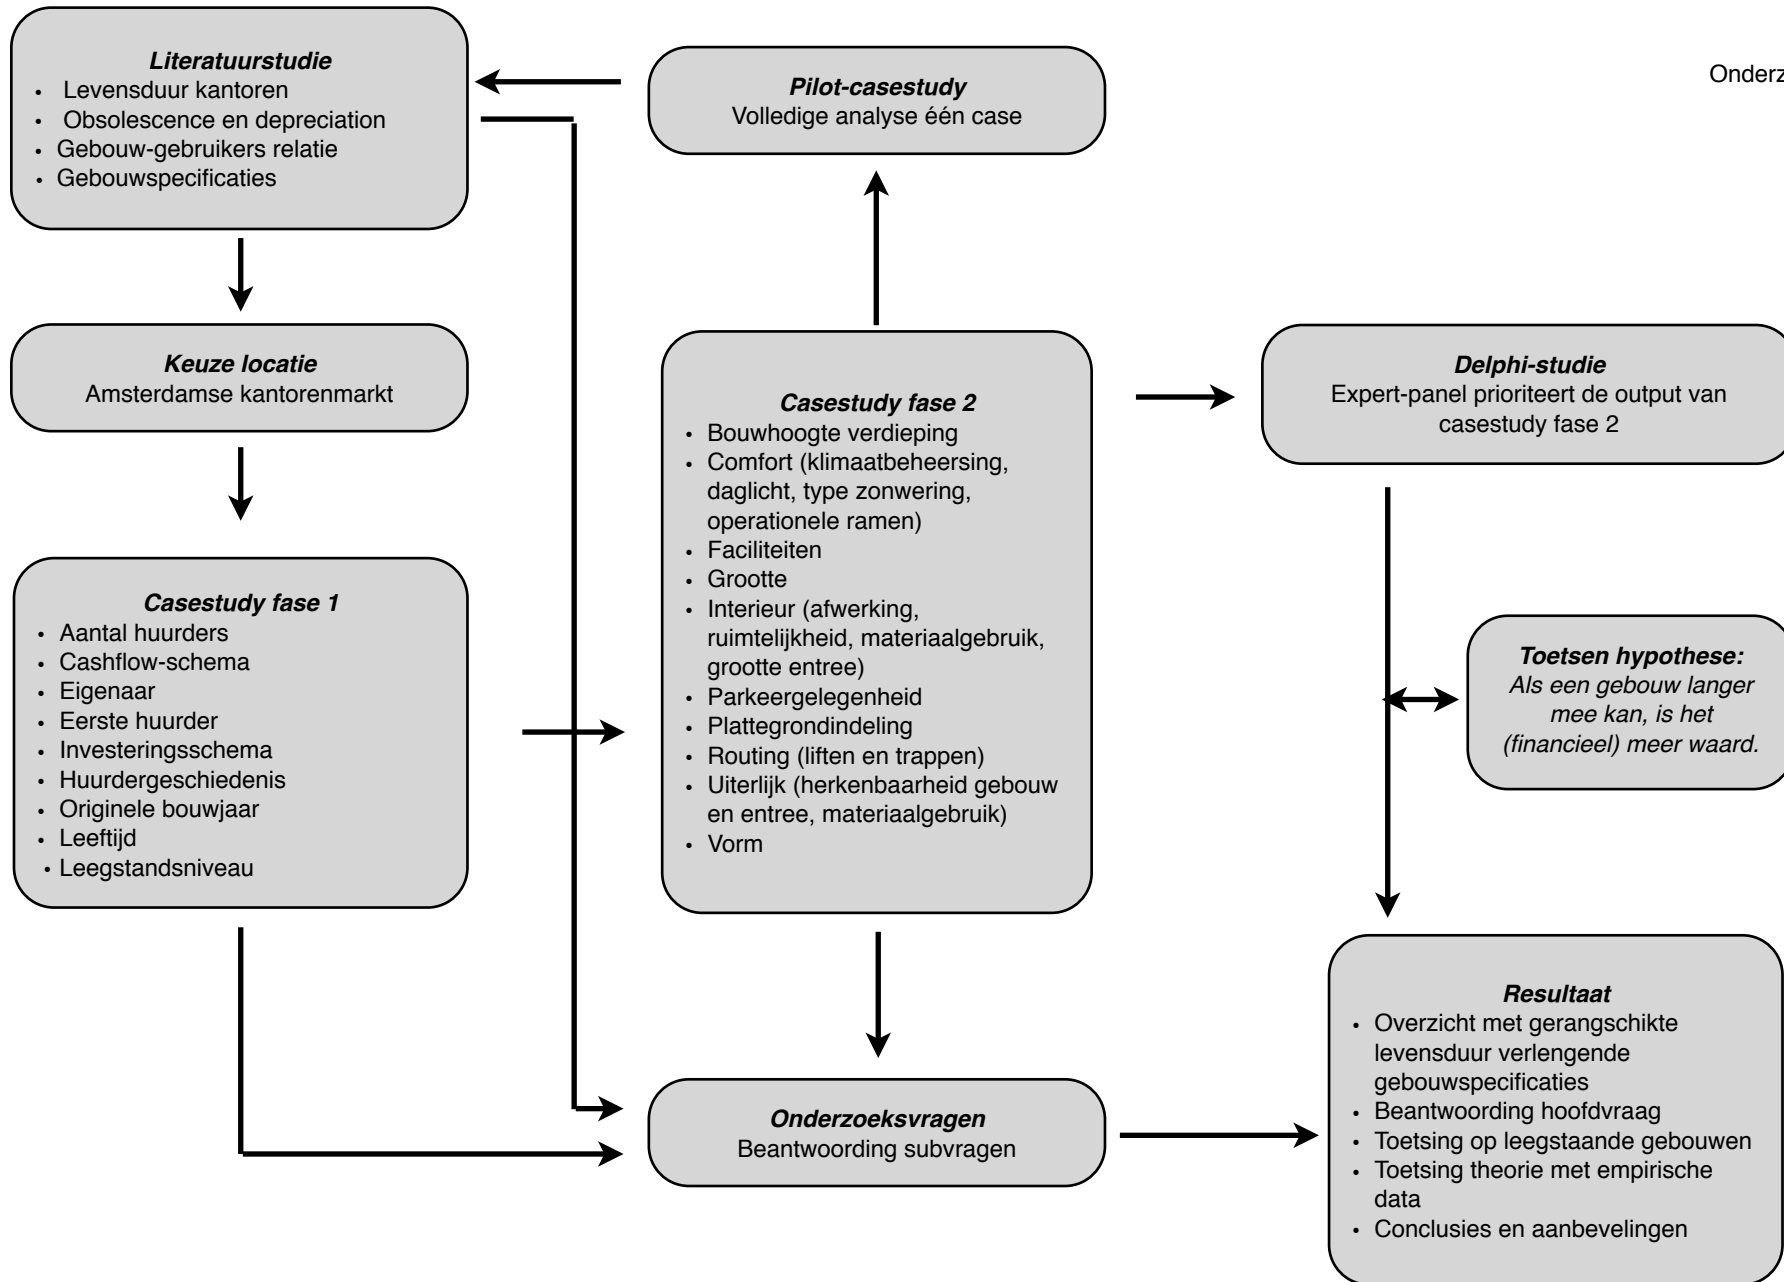 Literatuurstudie
• Levensduur kantoren
• Obsolescence en depreciation
• Gebouw-gebruikers relatie
• Gebouwspecificaties
Pilot-casestudy
Volledige analyse één case
Onderz
Keuze locatie
Amsterdamse kantorenmarkt
Casestudy fase 1
• Aantal huurders
• Cashflow-schema
• Eigenaar
• Eerste huurder
• Investeringsschema
• Huurdergeschiedenis
• Originele bouwjaar
• Leeftijd
• Leegstandsniveau
Casestudy fase 2
• Bouwhoogte verdieping
• Comfort (klimaatbeheersing,
daglicht, type zonwering,
operationele ramen)
• Faciliteiten
• Grootte
• Interieur (afwerking,
ruimtelijkheid, materiaalgebruik,
grootte entree)
• Parkeergelegenheid
• Plattegrondindeling
• Routing (liften en trappen)
• Uiterlijk (herkenbaarheid gebouw
en entree, materiaalgebruik)
• Vorm
Delphi-studie
Expert-panel prioriteert de output van
casestudy fase 2
Toetsen hypothese:
Als een gebouw langer
mee kan, is het
(financieel) meer waard.
Onderzoeksvragen
Beantwoording subvragen
Resultaat
• Overzicht met gerangschikte
levensduur verlengende
gebouwspecificaties
• Beantwoording hoofdvraag
• Toetsing op leegstaande gebouwen
• Toetsing theorie met empirische
data
• Conclusies en aanbevelingen